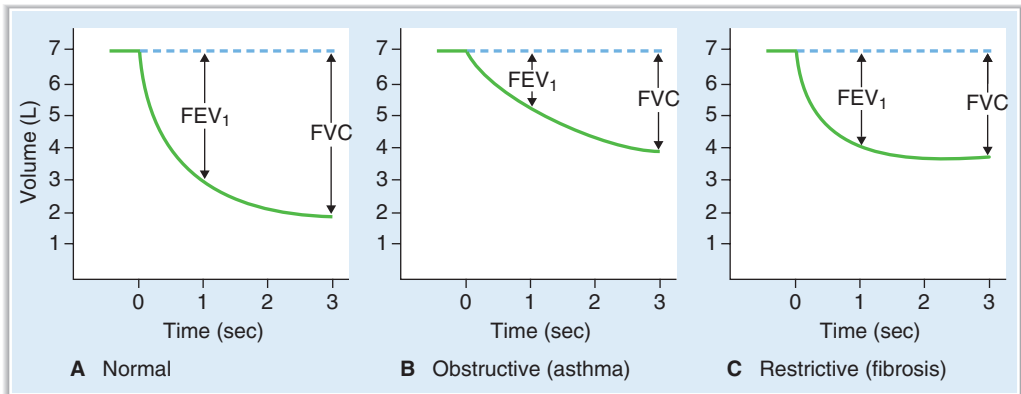 Volume (L)
7
6
5
4
3
2
1
FEV₁
FVC
0 1 2 3
Time (sec)
A Normal
7
6
5
4
3
2
1
FEV₁
FVC
0 1 2 3
Time (sec)
B Obstructive (asthma)
7
6
5
4
3
2
1
FEV₁
FVC
0 1 2 3
Time (sec)
C Restrictive (fibrosis)